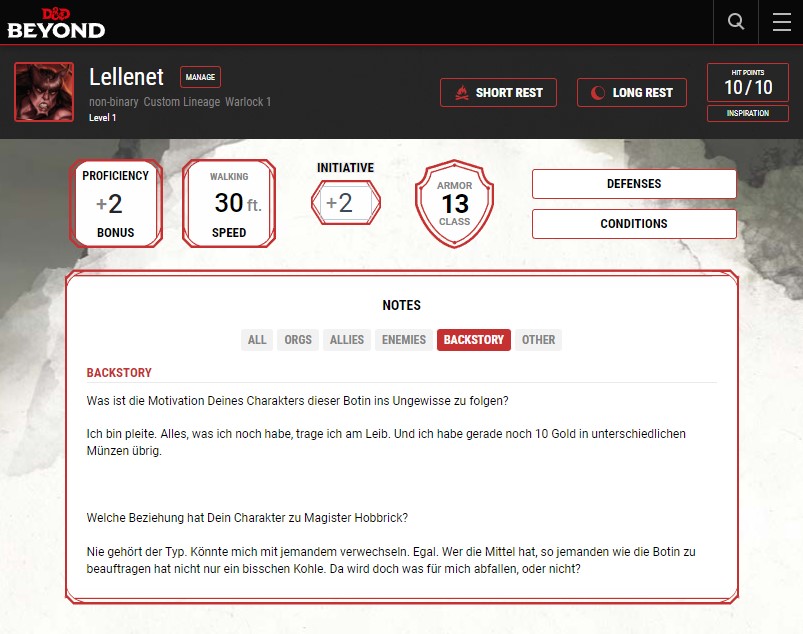 D&D
BEYOND
Lellenet MANAGE
non-binary Custom Lineage Warlock 1
Level 1
SHORT REST
LONG REST
HIT POINTS
10/10
INSPIRATION
PROFICIENCY
+2
BONUS
WALKING
30 ft.
SPEED
INITIATIVE
+2
ARMOR
13
CLASS
DEFENSES
CONDITIONS
NOTES
ALL ORGS ALLIES ENEMIES BACKSTORY OTHER
BACKSTORY
Was ist die Motivation Deines Charakters dieser Botin ins Ungewisse zu folgen?
Ich bin pleite. Alles, was ich noch habe, trage ich am Leib. Und ich habe gerade noch 10 Gold in unterschiedlichen
Münzen übrig.
Welche Beziehung hat Dein Charakter zu Magister Hobbrick?
Nie gehört der Typ. Könnte mich mit jemandem verwechseln. Egal. Wer die Mittel hat, so jemanden wie die Botin zu
beauftragen hat nicht nur ein bisschen Kohle. Da wird doch was für mich abfallen, oder nicht?